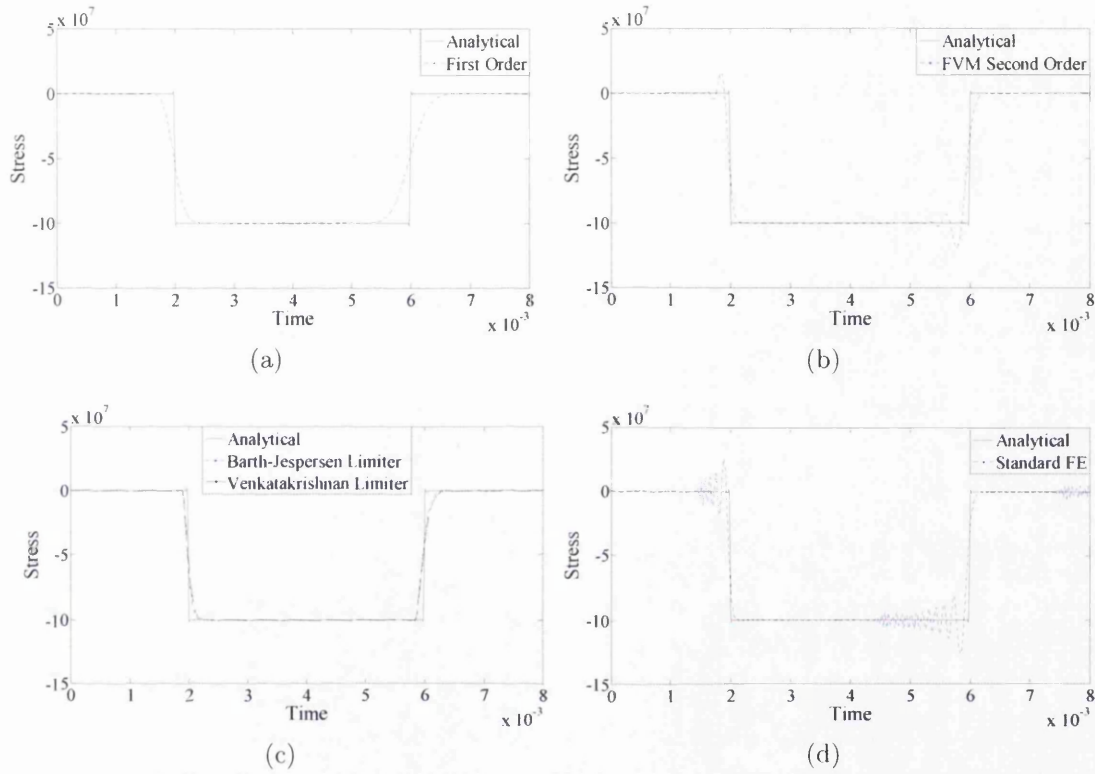 x 10^7
5
0
-5
-10
-15
Stress
Analytical
First Order
0 1 2 3 4 5 6 7 8
Time
x 10^-3
(a)
x 10^7
5
0
-5
-10
-15
Stress
Analytical
FVM Second Order
0 1 2 3 4 5 6 7 8
Time
x 10^-3
(b)
x 10^7
5
0
-5
-10
-15
Stress
Analytical
Barth-Jespersen Limiter
Venkatakrishnan Limiter
0 1 2 3 4 5 6 7 8
Time
x 10^-3
(c)
x 10^7
5
0
-5
-10
-15
Stress
Analytical
Standard FE
0 1 2 3 4 5 6 7 8
Time
x 10^-3
(d)